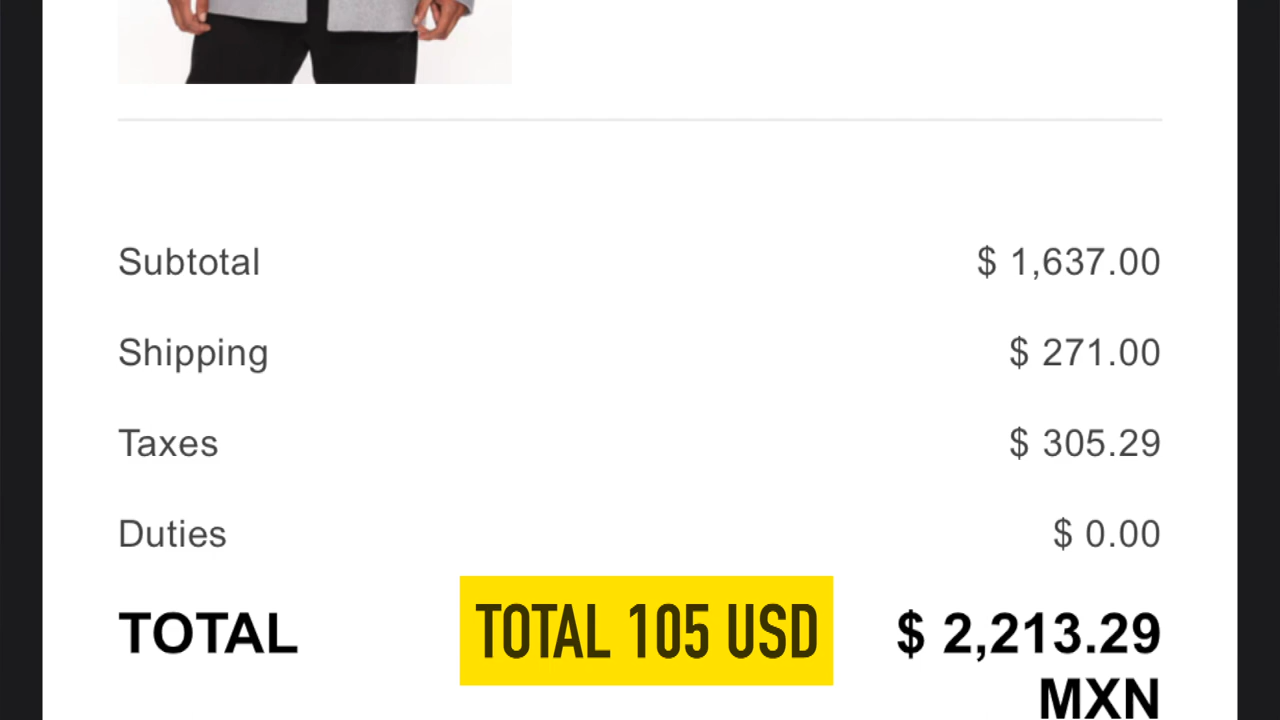 Subtotal $ 1,637.00
Shipping $ 271.00
Taxes $ 305.29
Duties $ 0.00
TOTAL TOTAL 105 USD $ 2,213.29
MXN